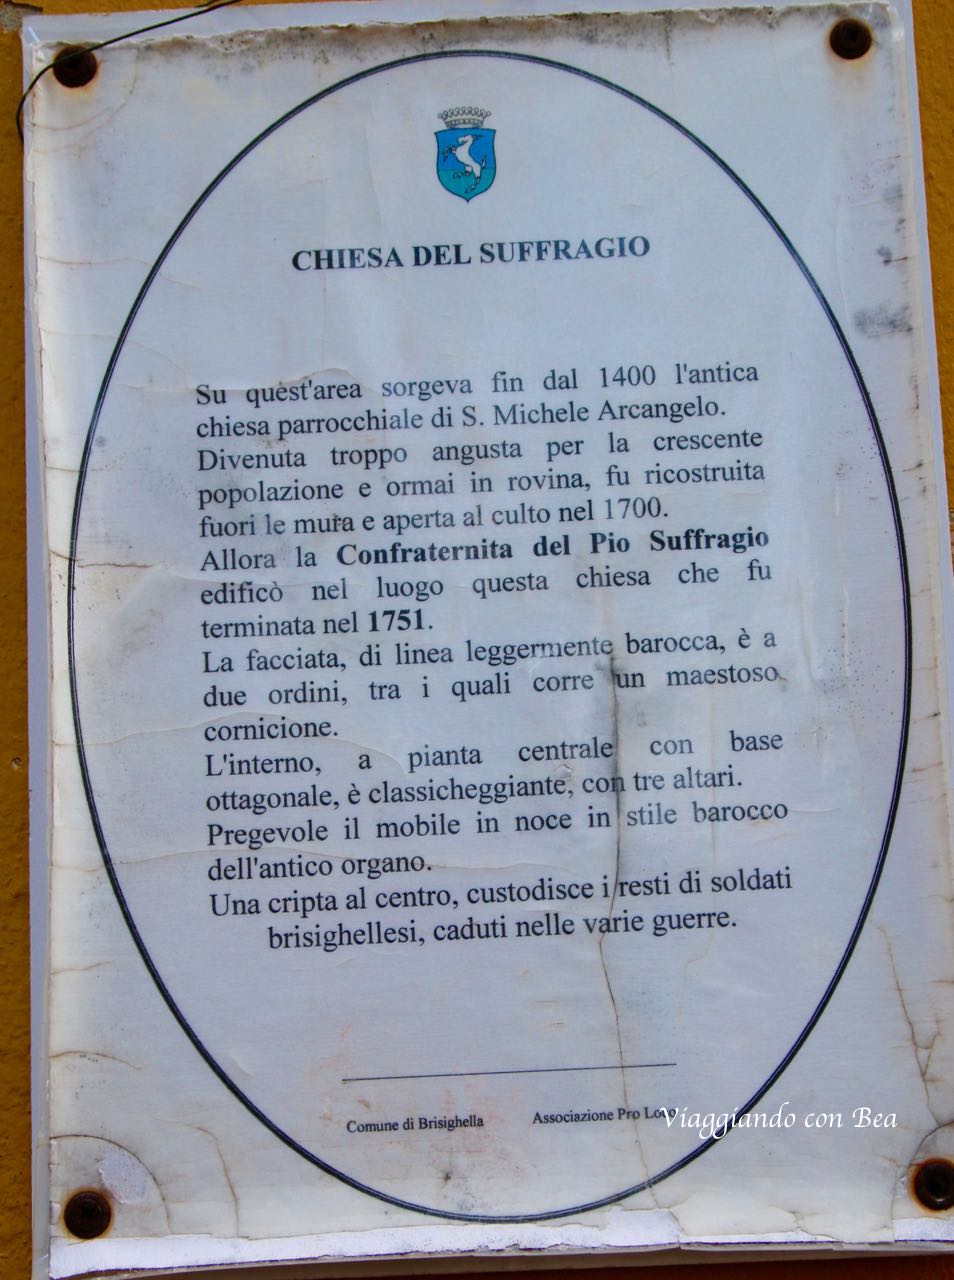 CHIESA DEL SUFFRAGIO
Su quest'area sorgeva fin dal 1400 l'antica
chiesa parrocchiale di S. Michele Arcangelo.
Divenuta troppo angusta per la crescente
popolazione e ormai in rovina, fu ricostruita
fuori le mura e aperta al culto nel 1700.
Allora la Confraternita del Pio Suffragio
edificò nel luogo questa chiesa che fu
terminata nel 1751.
La facciata, di linea leggermente barocca, è a
due ordini, tra i quali corre un maestoso
cornicione.
L'interno, a pianta centrale con base
ottagonale, è classicheggiante, con tre altari.
Pregevole il mobile in noce in stile barocco
dell'antico organo.
Una cripta al centro, custodisce i resti di soldati
brisighellesi, caduti nelle varie guerre.
Comune di Brisighella Associazione Pro Loco
Viaggiando con Bea